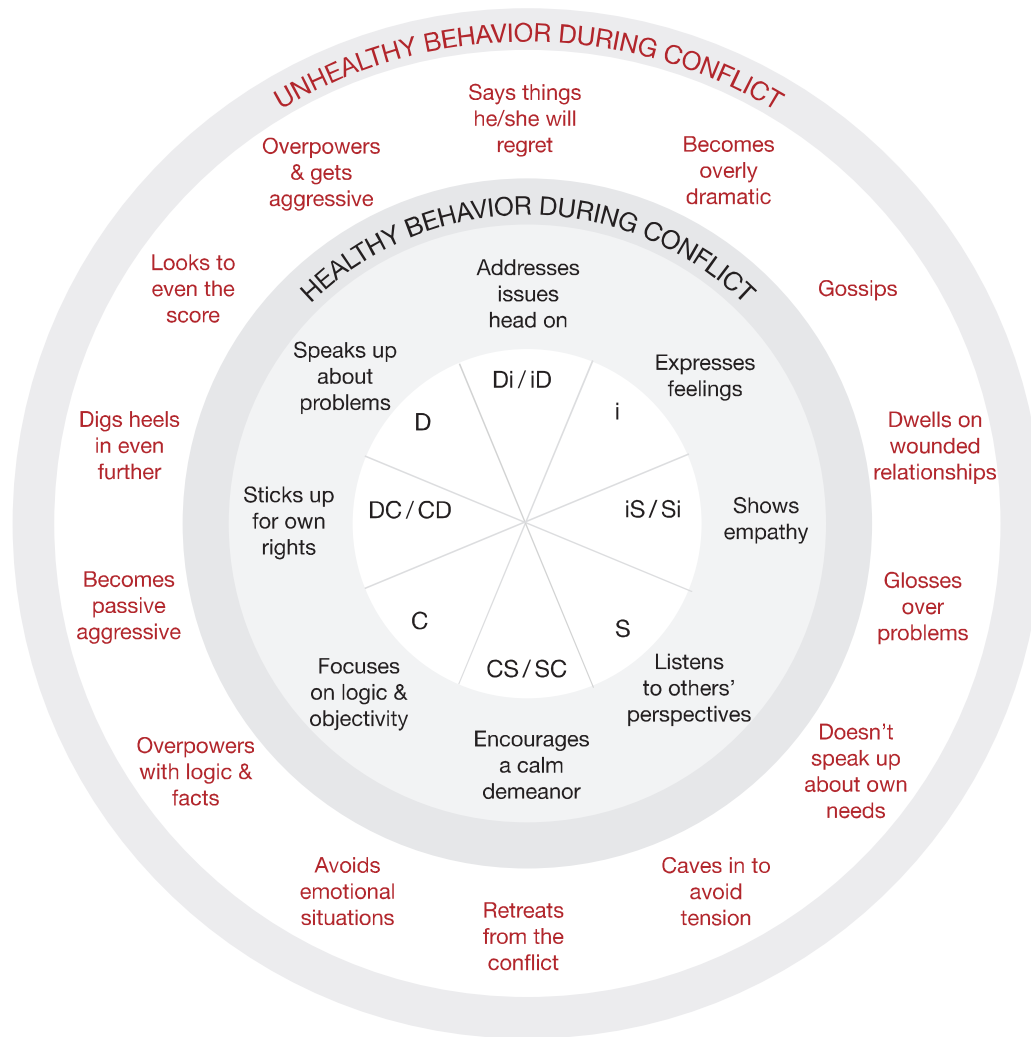 UNHEALTHY BEHAVIOR DURING CONFLICT
Says things
he/she will
regret
Becomes
overly
dramatic
Gossips
Dwells on
wounded
relationships
Glosses
over
problems
Doesn't
speak up
about own
needs
Caves in to
avoid
tension
Retreats
from the
conflict
Avoids
emotional
situations
Overpowers
with logic &
facts
Becomes
passive
aggressive
Digs heels
in even
further
Looks to
even the
score
Overpowers
& gets
aggressive
HEALTHY BEHAVIOR DURING CONFLICT
Addresses
issues
head on
Expresses
feelings
Shows
empathy
Listens
to others'
perspectives
Encourages
a calm
demeanor
Focuses
on logic &
objectivity
Sticks up
for own
rights
Speaks up
about
problems
Di / iD
i
iS / Si
S
CS / SC
C
DC / CD
D